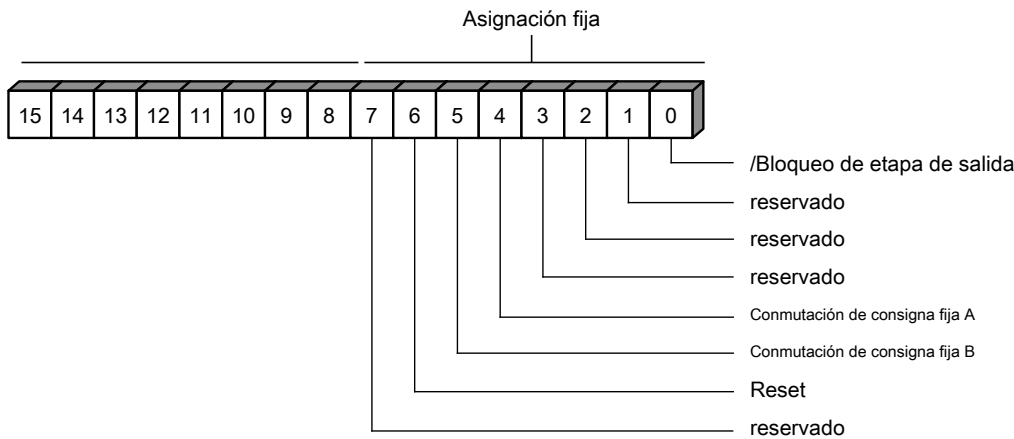 Asignación fija
15 14 13 12 11 10 9 8 7 6 5 4 3 2 1 0
/Bloqueo de etapa de salida
reservado
reservado
reservado
Conmutación de consigna fija A
Conmutación de consigna fija B
Reset
reservado